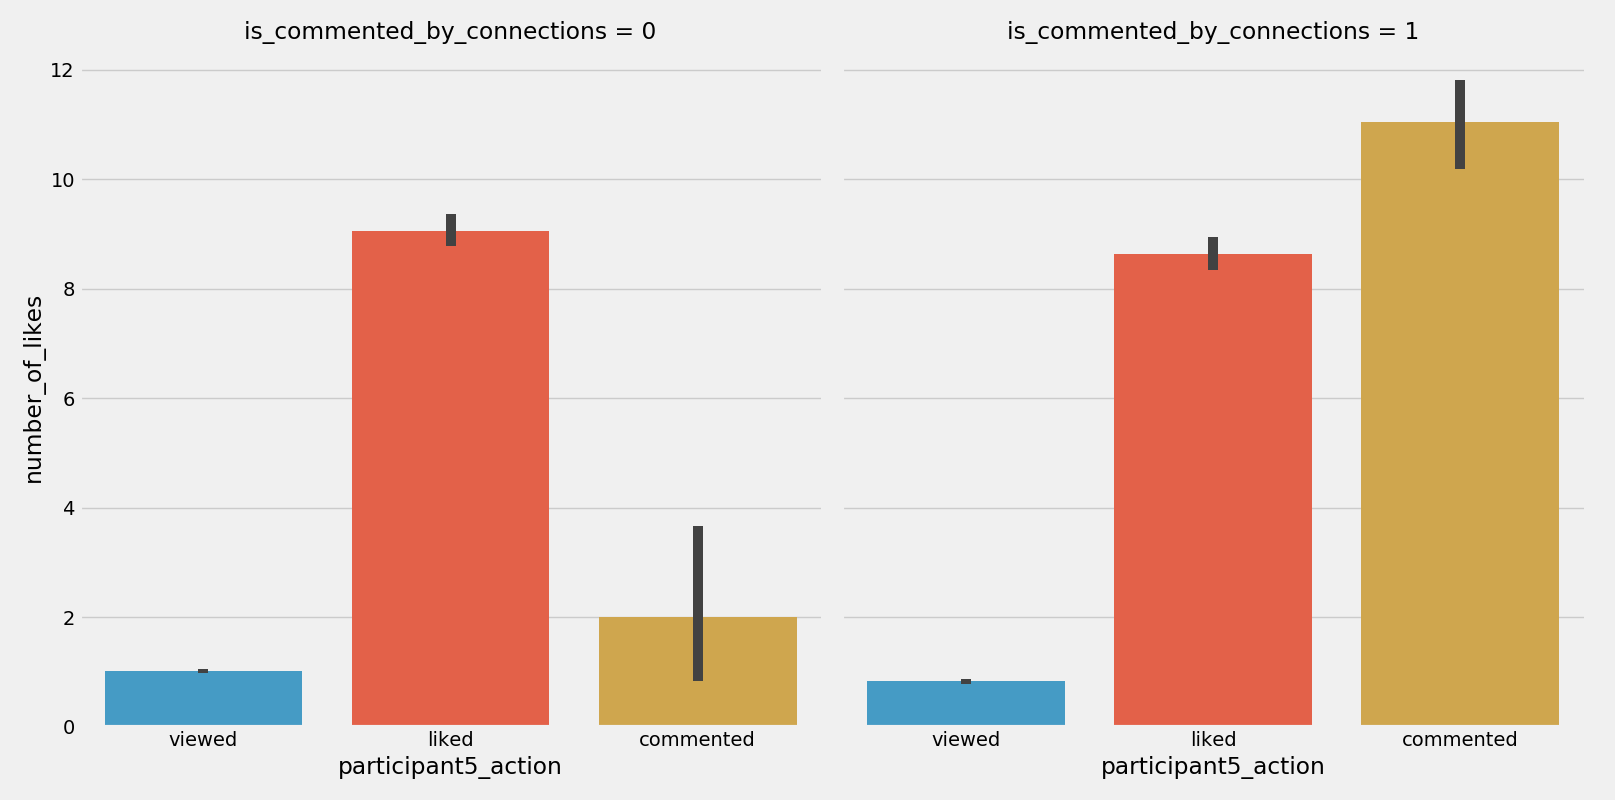 is_commented_by_connections = 0
is_commented_by_connections = 1
number_of_likes
12
10
8
6
4
2
0
viewed
liked
commented
viewed
liked
commented
participant5_action
participant5_action